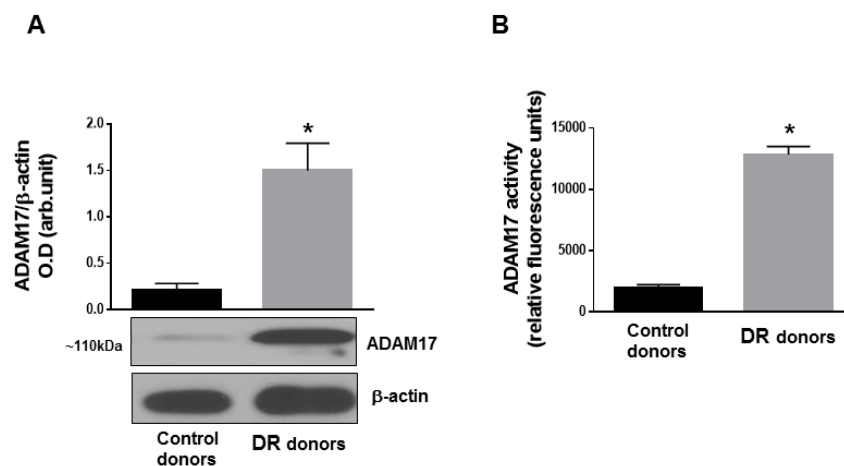 A
ADAM17/β-actin
O.D (arb.unit)
2.0
1.5
1.0
0.5
0.0
*
~110kDa
ADAM17
β-actin
Control
donors
DR donors
B
ADAM17 activity
(relative fluorescence units)
15000
10000
5000
0
*
Control
donors
DR donors